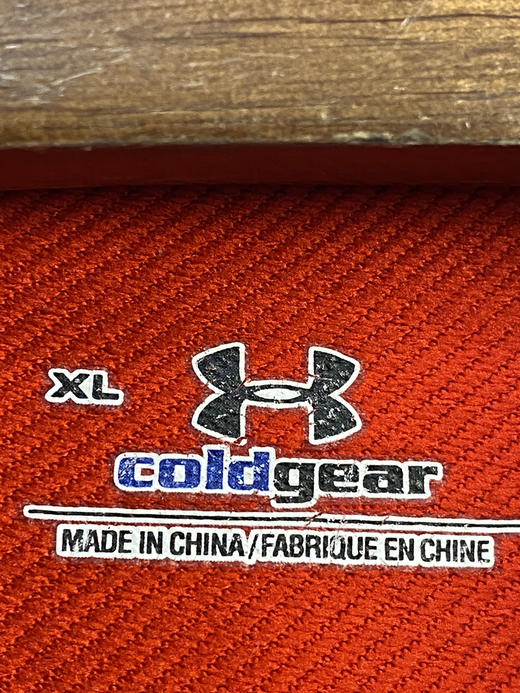 XL
coldgear
MADE IN CHINA/FABRIQUE EN CHINE